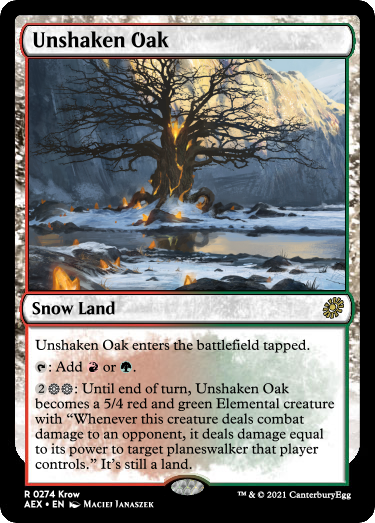 Unshaken Oak
Snow Land
Unshaken Oak enters the battlefield tapped.
: Add or .
2 : Until end of turn, Unshaken Oak
becomes a 5/4 red and green Elemental creature
with “Whenever this creature deals combat
damage to an opponent, it deals damage equal
to its power to target planeswalker that player
controls.” It's still a land.
R 0274 Krow
AEX • EN Maciej Janaszek
™ & © 2021 CanterburyEgg